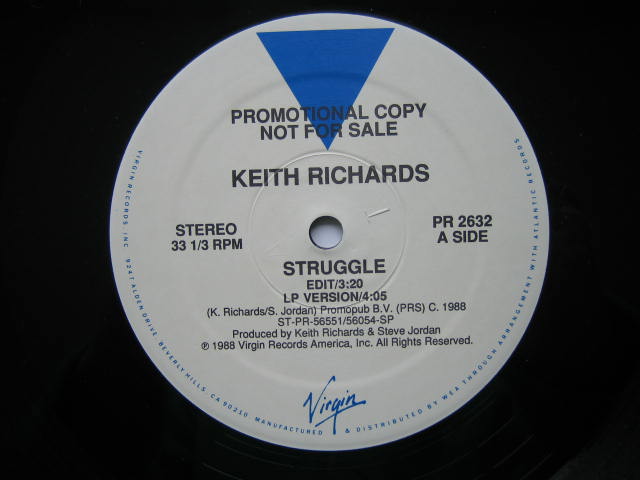 PROMOTIONAL COPY
NOT FOR SALE
KEITH RICHARDS
STEREO
33 1/3 RPM
PR 2632
A SIDE
STRUGGLE
EDIT/3:20
LP VERSION/4:05
(K. Richards/S. Jordan) Promopub B.V. (PRS) C. 1988
ST-PR-56551/56054-SP
Produced by Keith Richards & Steve Jordan
℗ 1988 Virgin Records America, Inc. All Rights Reserved.
Virgin
VIRGIN RECORDS, INC. 9247 ALDEN DRIVE, BEVERLY HILLS, CA 90210 MANUFACTURED & DISTRIBUTED BY WEA THROUGH ARRANGEMENT WITH ATLANTIC RECORDS